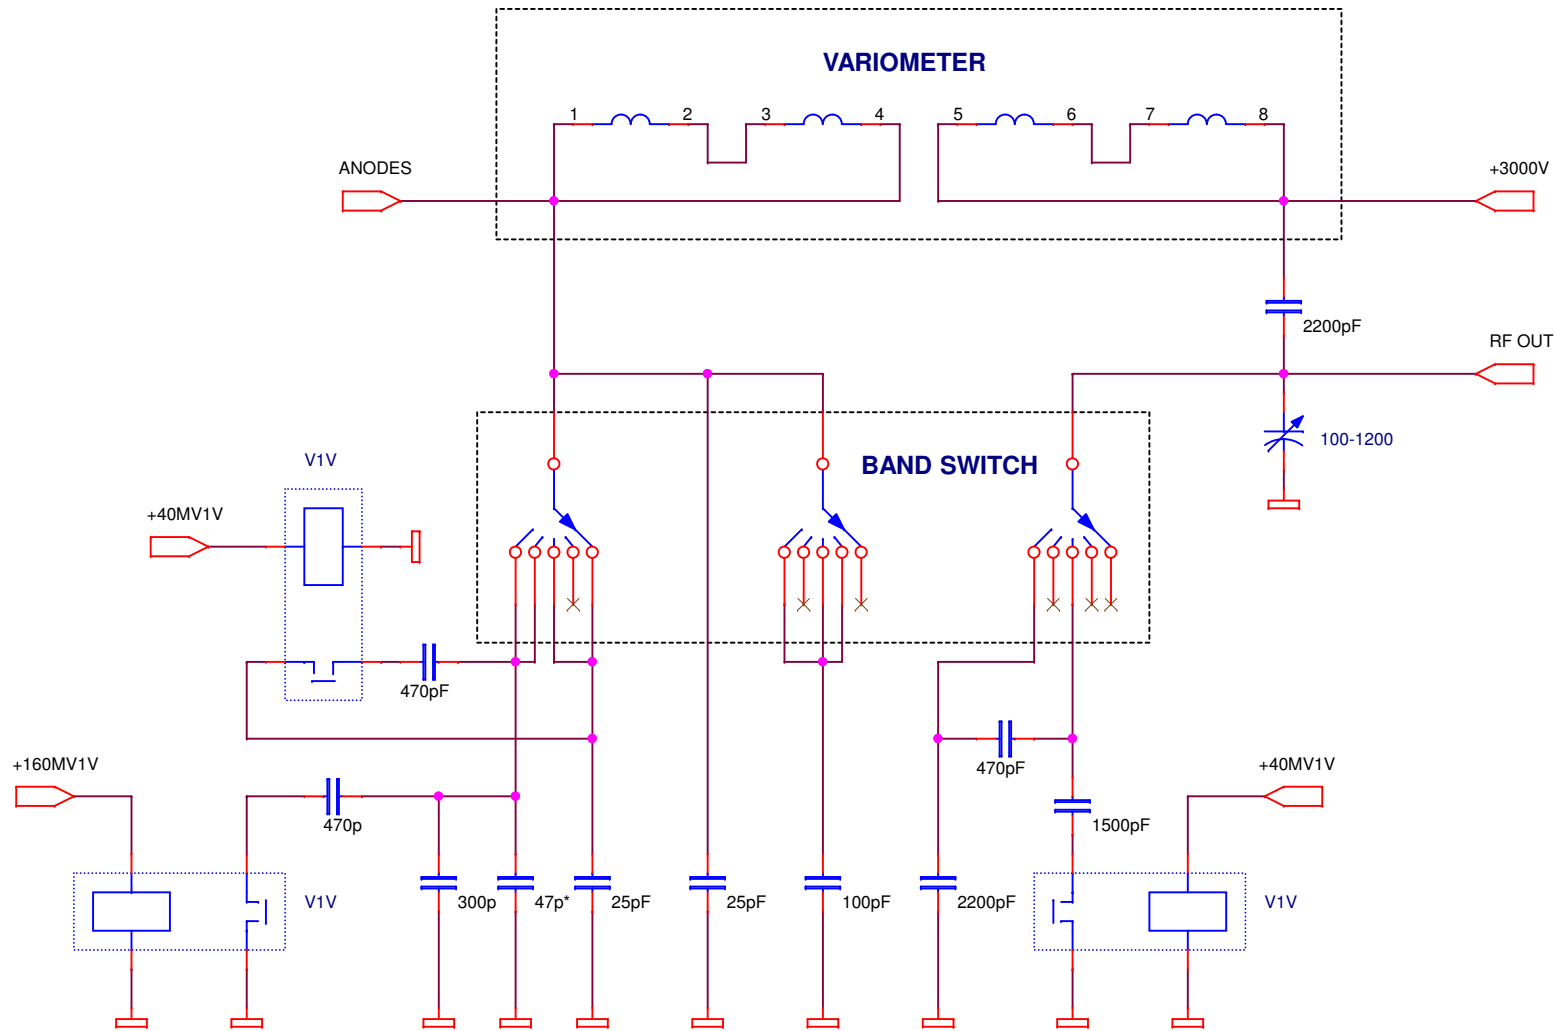 VARIOMETER
1 2 3 4 5 6 7 8
ANODES
+3000V
2200pF
RF OUT
100-1200
BAND SWITCH
V1V
+40MV1V
470pF
470pF
+160MV1V
+40MV1V
470p
1500pF
V1V
300p
47p*
25pF
25pF
100pF
2200pF
V1V